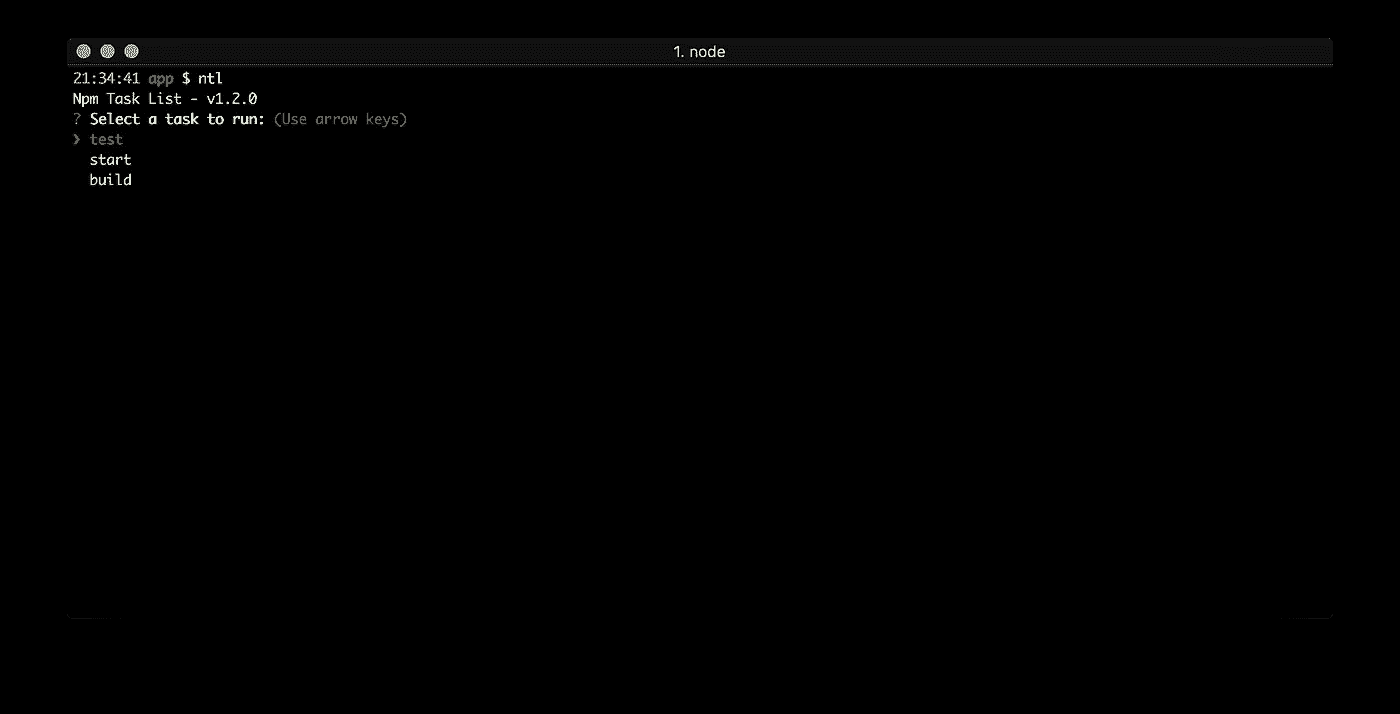 1. node
21:34:41 app $ ntl
Npm Task List - v1.2.0
? Select a task to run: (Use arrow keys)
❯ test
start
build